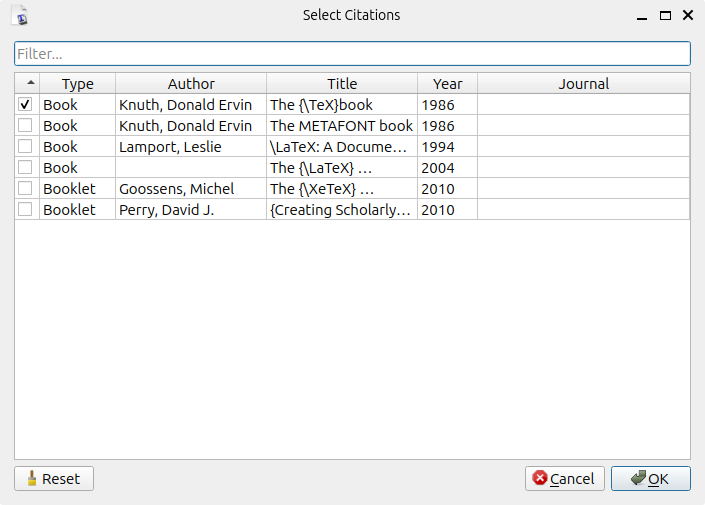 Select Citations
Filter...
Type Author Title Year Journal
Book Knuth, Donald Ervin The {\TeX}book 1986
Book Knuth, Donald Ervin The METAFONT book 1986
Book Lamport, Leslie \LaTeX: A Docume... 1994
Book The {\LaTeX} ... 2004
Booklet Goossens, Michel The {\XeTeX} ... 2010
Booklet Perry, David J. {Creating Scholarly... 2010
Reset Cancel OK